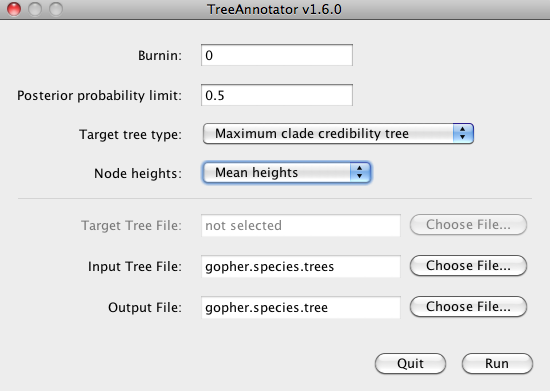 TreeAnnotator v1.6.0
Burnin: 0
Posterior probability limit: 0.5
Target tree type: Maximum clade credibility tree
Node heights: Mean heights
Target Tree File: not selected Choose File...
Input Tree File: gopher.species.trees Choose File...
Output File: gopher.species.tree Choose File...
Quit Run